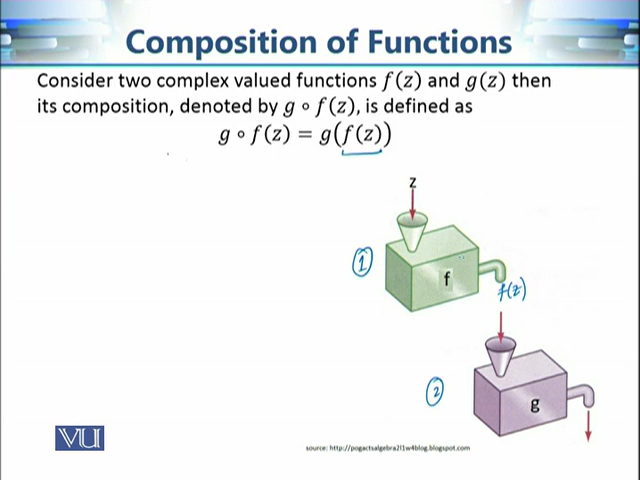 Composition of Functions
Consider two complex valued functions f(z) and g(z) then
its composition, denoted by g ∘ f(z), is defined as
g ∘ f(z) = g(f(z))
z
1
f
f(z)
2
g
VU
source: http://pogactsalgebra2l1w4blog.blogspot.com